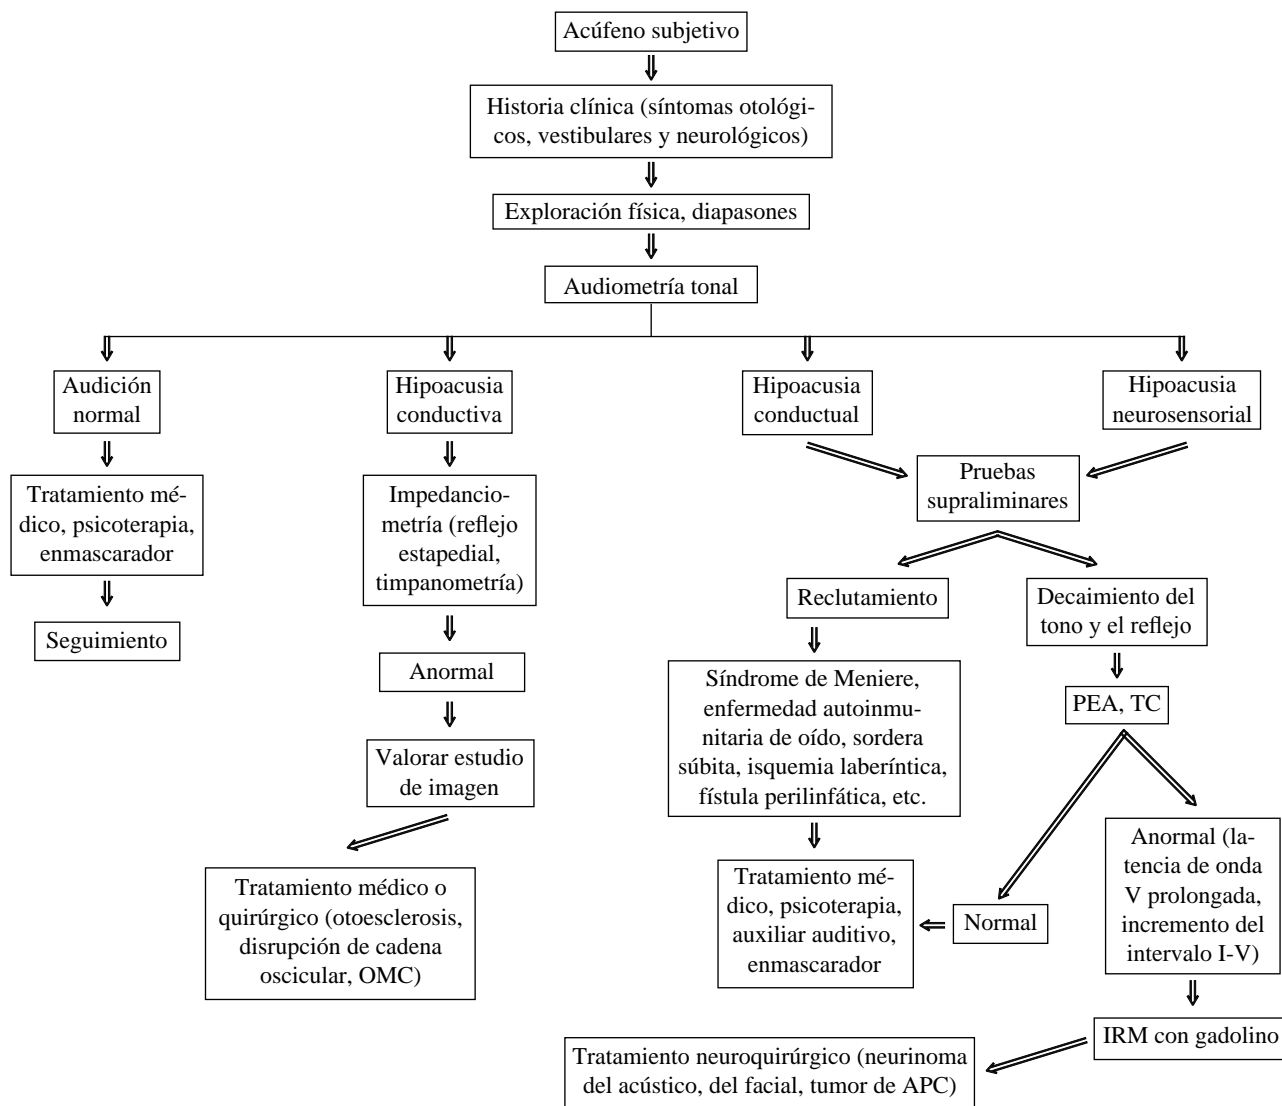 Acúfeno subjetivo
Historia clínica (síntomas otológi-
cos, vestibulares y neurológicos)
Exploración física, diapasones
Audiometría tonal
Audición
normal
Tratamiento mé-
dico, psicoterapia,
enmascarador
Seguimiento
Hipoacusia
conductiva
Impedancio-
metría (reflejo
estapedial,
timpanometría)
Anormal
Valorar estudio
de imagen
Tratamiento médico o
quirúrgico (otoesclerosis,
disrupción de cadena
oscicular, OMC)
Hipoacusia
conductual
Hipoacusia
neurosensorial
Pruebas
supraliminares
Reclutamiento
Síndrome de Meniere,
enfermedad autoinmu-
nitaria de oído, sordera
súbita, isquemia laberíntica,
fístula perilinfática, etc.
Tratamiento mé-
dico, psicoterapia,
auxiliar auditivo,
enmascarador
Decaimiento del
tono y el reflejo
PEA, TC
Normal
Anormal (la-
tencia de onda
V prolongada,
incremento del
intervalo I-V)
IRM con gadolino
Tratamiento neuroquirúrgico (neurinoma
del acústico, del facial, tumor de APC)